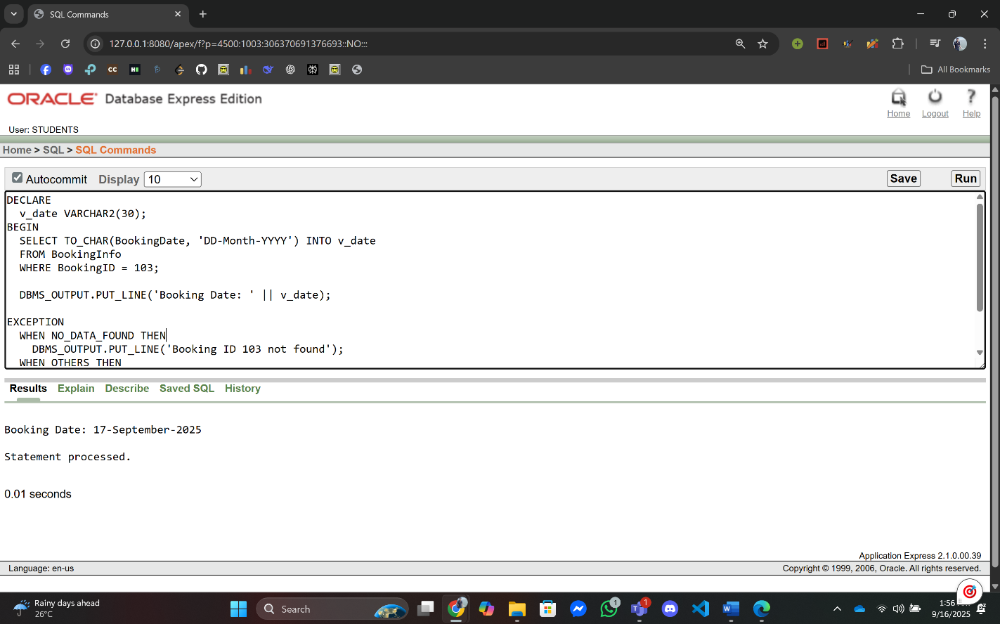 SQL Commands
127.0.0.1:8080/apex/f?p=4500:1003:306370691376693::NO:::
CC
All Bookmarks
ORACLE Database Express Edition
Home
Logout
Help
User: STUDENTS
Home > SQL > SQL Commands
Autocommit
Display
10
Save
Run
DECLARE
v_date VARCHAR2(30);
BEGIN
SELECT TO_CHAR(BookingDate, 'DD-Month-YYYY') INTO v_date
FROM BookingInfo
WHERE BookingID = 103;
DBMS_OUTPUT.PUT_LINE('Booking Date: ' || v_date);
EXCEPTION
WHEN NO_DATA_FOUND THEN
DBMS_OUTPUT.PUT_LINE('Booking ID 103 not found');
WHEN OTHERS THEN
Results
Explain
Describe
Saved SQL
History
Booking Date: 17-September-2025
Statement processed.
0.01 seconds
Application Express 2.1.0.00.39
Language: en-us
Copyright © 1999, 2006, Oracle. All rights reserved.
Rainy days ahead
26°C
Search
1
1
1:56
9/16/2025